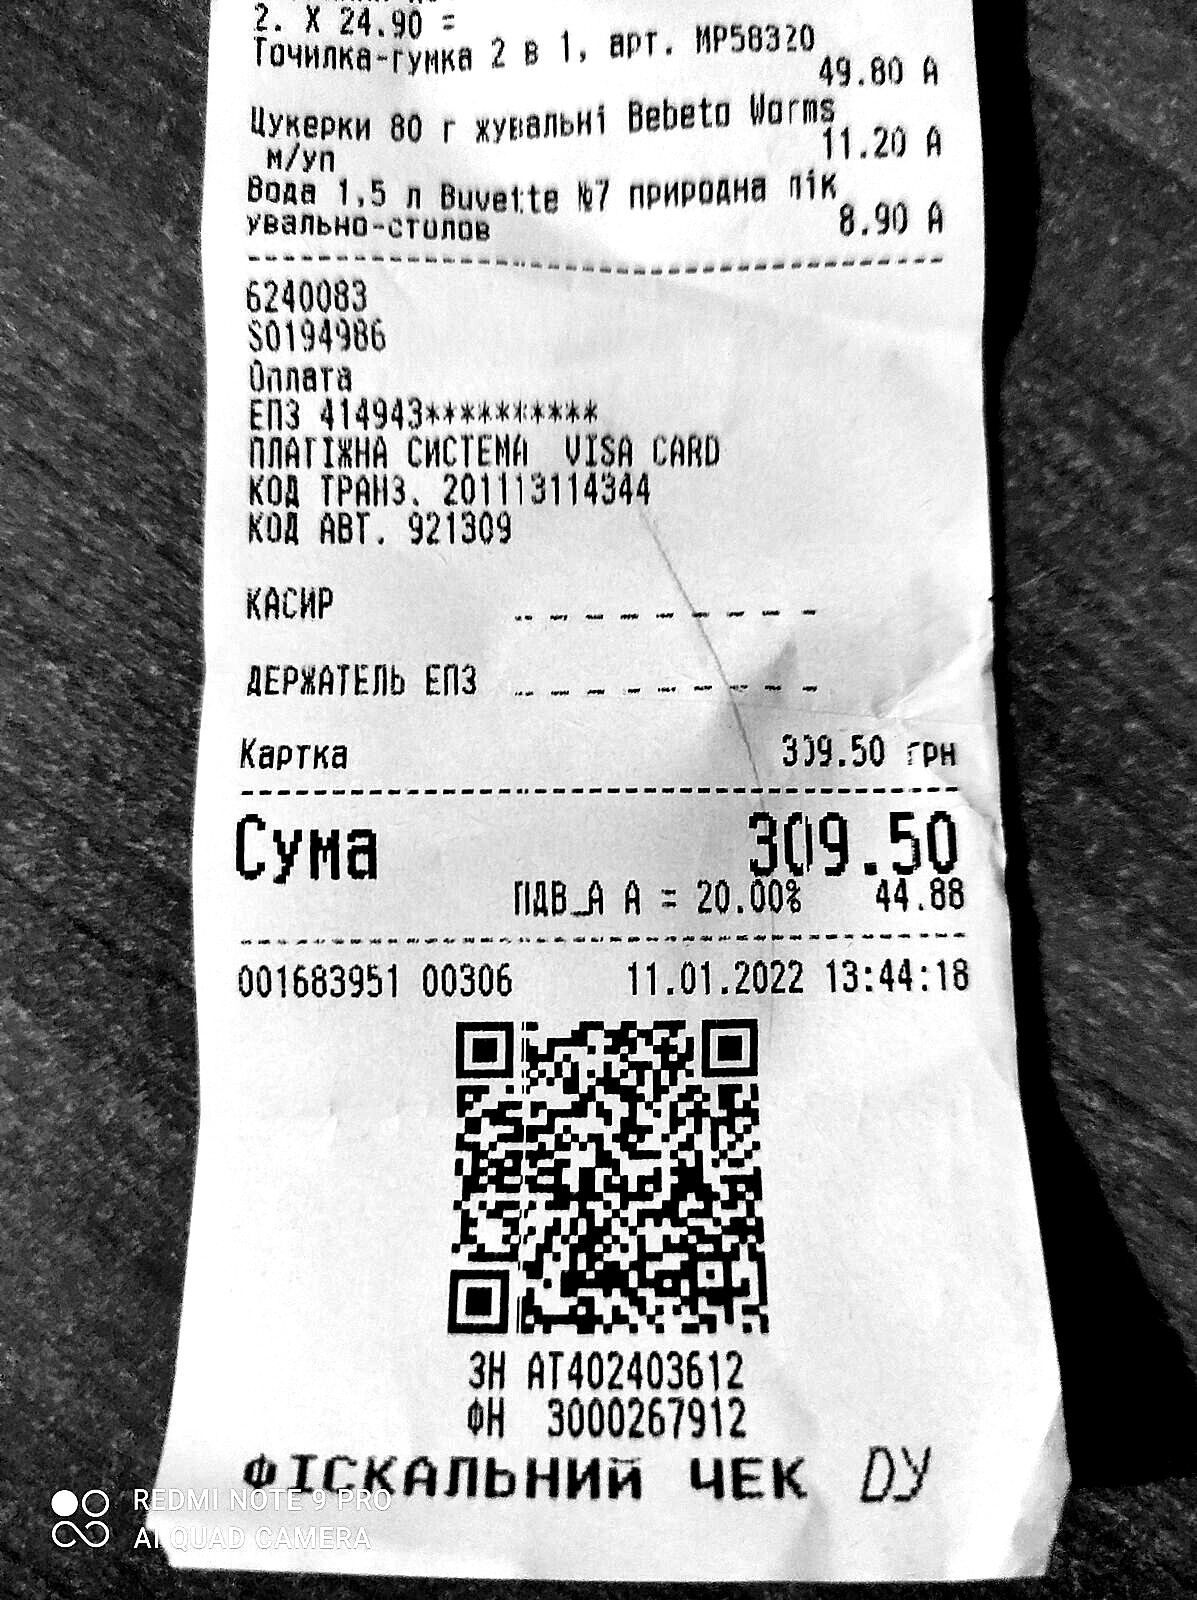 2. X 24.90 =
Точилка-гумка 2 в 1, арт. МР58320
49.80 А
Цукерки 80 г жувальні Bebeto Worms
м/уп
11.20 А
Вода 1,5 л Buvette №7 природна лік
увально-столов
8.90 А
6240083
S0194986
Оплата
ЕПЗ 414943**********
ПЛАТІЖНА СИСТЕМА VISA CARD
КОД ТРАНЗ. 201113114344
КОД АВТ. 921309
КАСИР
ДЕРЖАТЕЛЬ ЕПЗ
Картка 309.50 грн
Сума 309.50
ПДВ_А А = 20.00% 44.88
001683951 00306 11.01.2022 13:44:18
ЗН АТ402403612
ФН 3000267912
ФІСКАЛЬНИЙ ЧЕК
REDMI NOTE 9 PRO
AI QUAD CAMERA